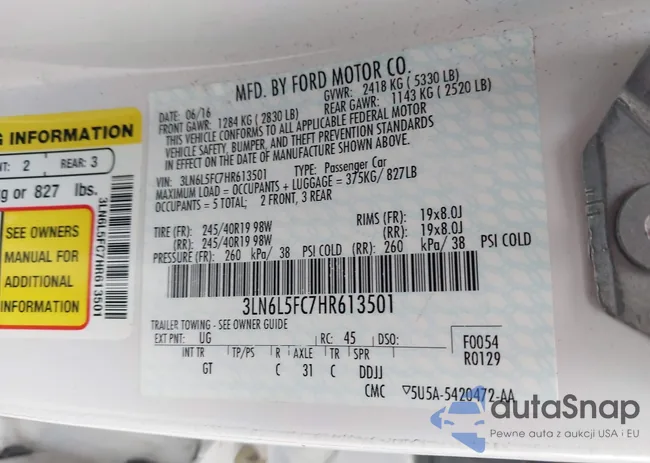 MFD. BY FORD MOTOR CO.
DATE: 06/16 GVWR: 2418 KG ( 5330 LB)
FRONT GAWR: 1284 KG ( 2830 LB) REAR GAWR: 1143 KG ( 2520 LB)
THIS VEHICLE CONFORMS TO ALL APPLICABLE FEDERAL MOTOR
VEHICLE SAFETY, BUMPER, AND THEFT PREVENTION STANDARDS
IN EFFECT ON THE DATE OF MANUFACTURE SHOWN ABOVE.
VIN: 3LN6L5FC7HR613501 TYPE: Passenger Car
MAXIMUM LOAD = OCCUPANTS + LUGGAGE = 375KG/ 827LB
OCCUPANTS = 5 TOTAL; 2 FRONT, 3 REAR
TIRE (FR): 245/40R19 98W RIMS (FR): 19x8.0J
(RR): 245/40R19 98W (RR): 19x8.0J
PRESSURE (FR): 260 kPa/ 38 PSI COLD (RR): 260 kPa/ 38 PSI COLD
3LN6L5FC7HR613501
TRAILER TOWING - SEE OWNER GUIDE
EXT PNT: UG RC: 45 DSO: F0054
R0129
INT TR TP/PS R AXLE TR SPR
GT C 31 C DDJJ
CMC 5U5A-5420472-AA
G INFORMATION
NT: 2 REAR: 3
g or 827 lbs.
SEE OWNERS
MANUAL FOR
ADDITIONAL
INFORMATION
3LN6L5FC7HR613501
autaSnap
Pewne auta z aukcji USA i EU